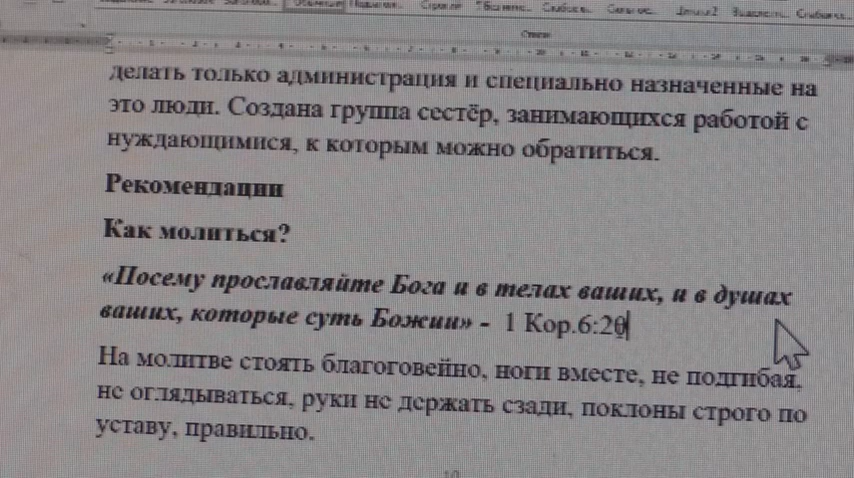 делать только администрация и специально назначенные на
это люди. Создана группа сестёр, занимающихся работой с
нуждающимися, к которым можно обратиться.
Рекомендации
Как молиться?
«Посему прославляйте Бога и в телах ваших, и в душах
ваших, которые суть Божии» - 1 Кор.6:20
На молитве стоять благоговейно, ноги вместе, не подгибая,
не оглядываться, руки не держать сзади, поклоны строго по
уставу, правильно.